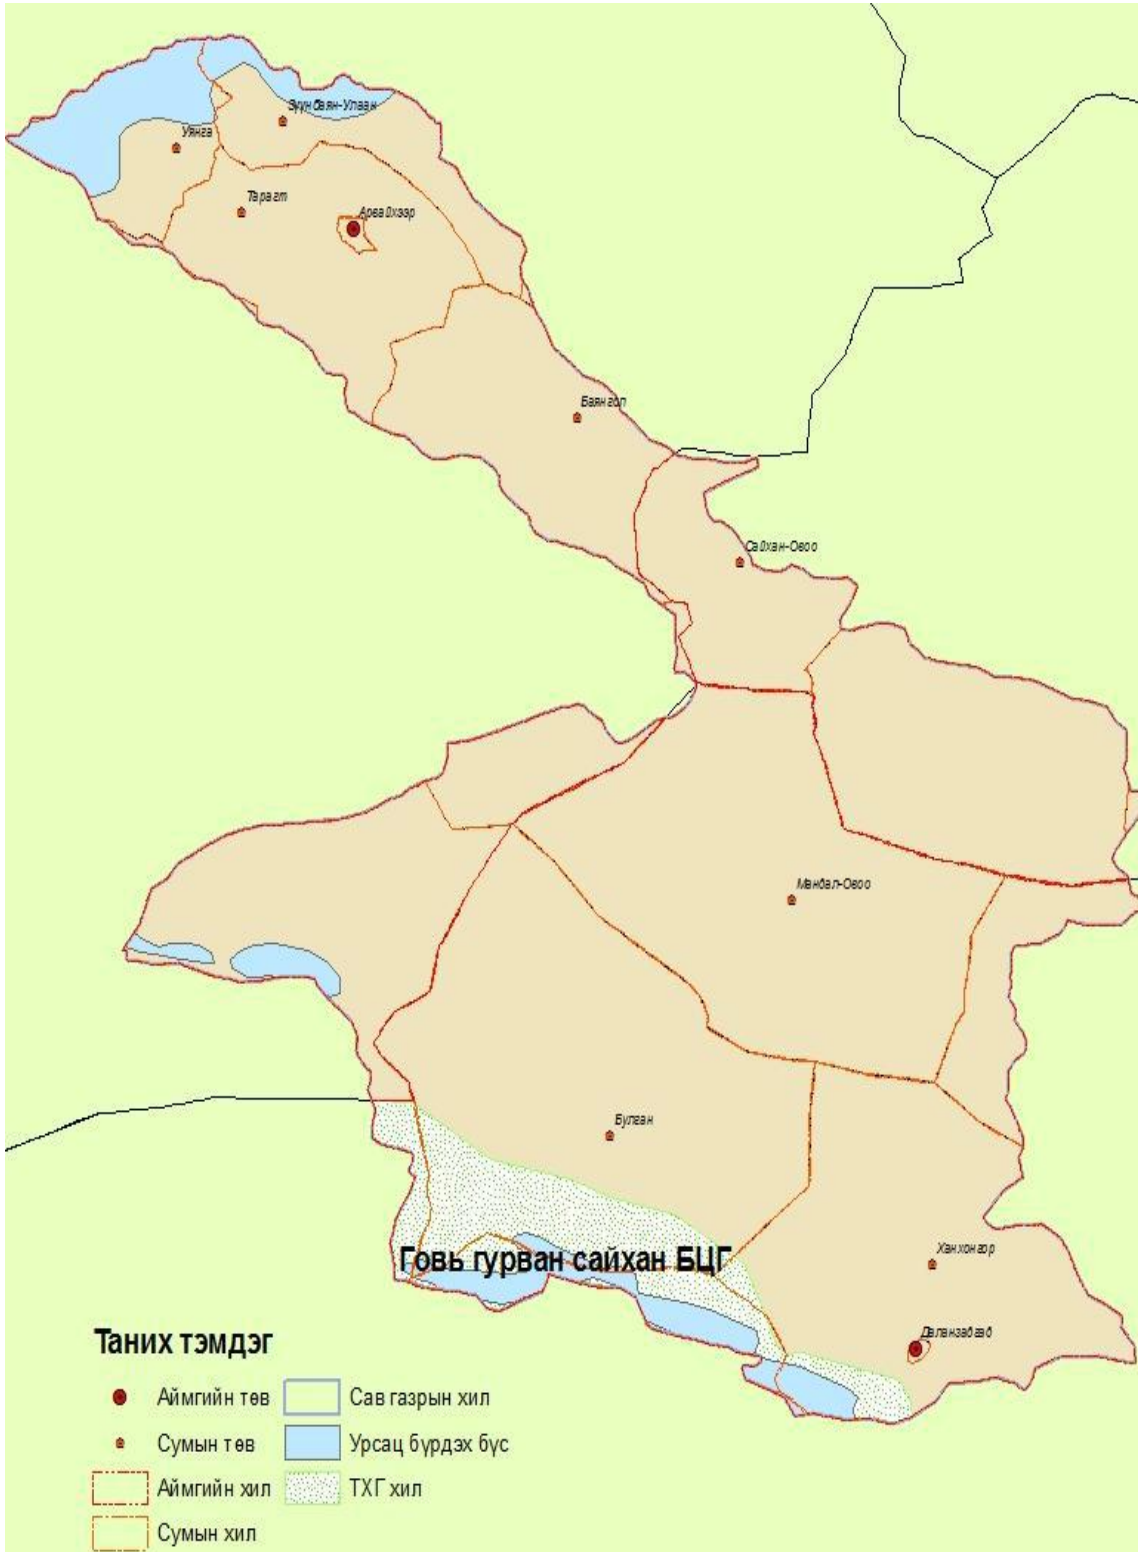 Зүүнбаян-Улаан
Уянга
Тарагт
Арвайхээр
Баянгол
Сайхан-Овоо
Мандал-Овоо
Булган
Говь гурван сайхан БЦГ
Ханхонгор
Даланзадгад
Таних тэмдэг
Аймгийн төв
Сав газрын хил
Сумын төв
Урсац бүрдэх бүс
Аймгийн хил
ТХГ хил
Сумын хил